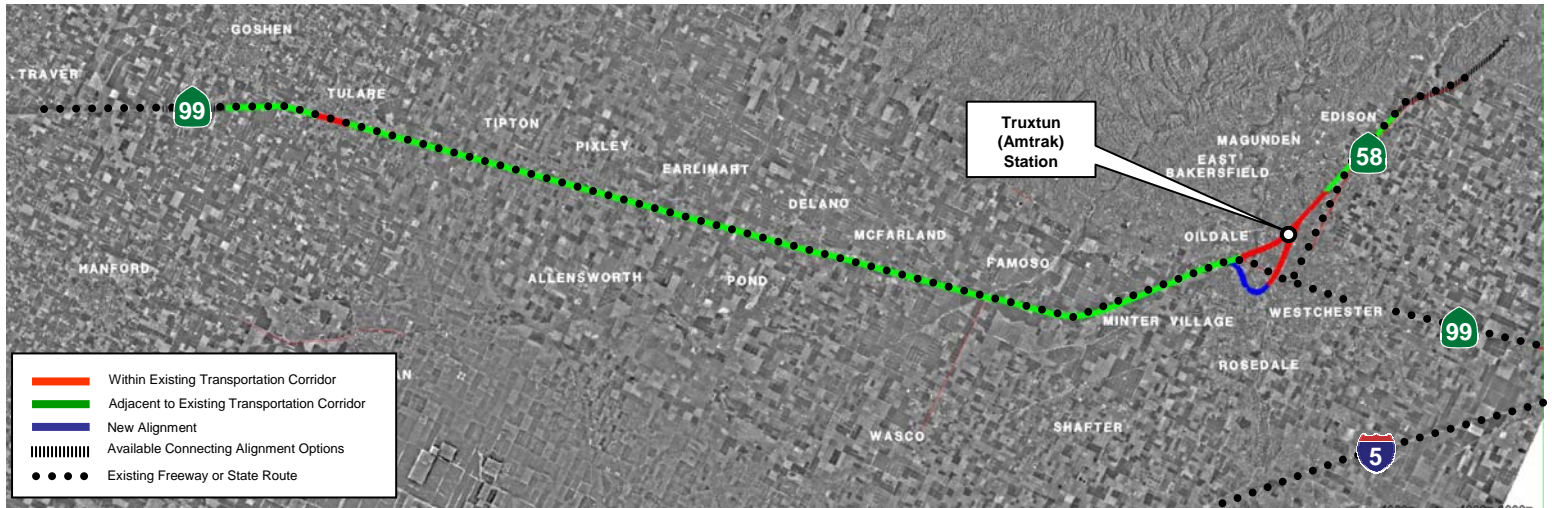 GOSHEN
TRAVER
99
TULARE
TIPTON
PIXLEY
EARLIMART
DELANO
MCFARLAND
HANFORD
ALLENSWORTH
POND
FAMOSO
Truxtun
(Amtrak)
Station
EDISON
MAGUNDEN
58
EAST
BAKERSFIELD
OILDALE
MINTER VILLAGE
WESTCHESTER
99
ROSEDALE
WASCO
SHAFTER
5
AN
Within Existing Transportation Corridor
Adjacent to Existing Transportation Corridor
New Alignment
Available Connecting Alignment Options
Existing Freeway or State Route